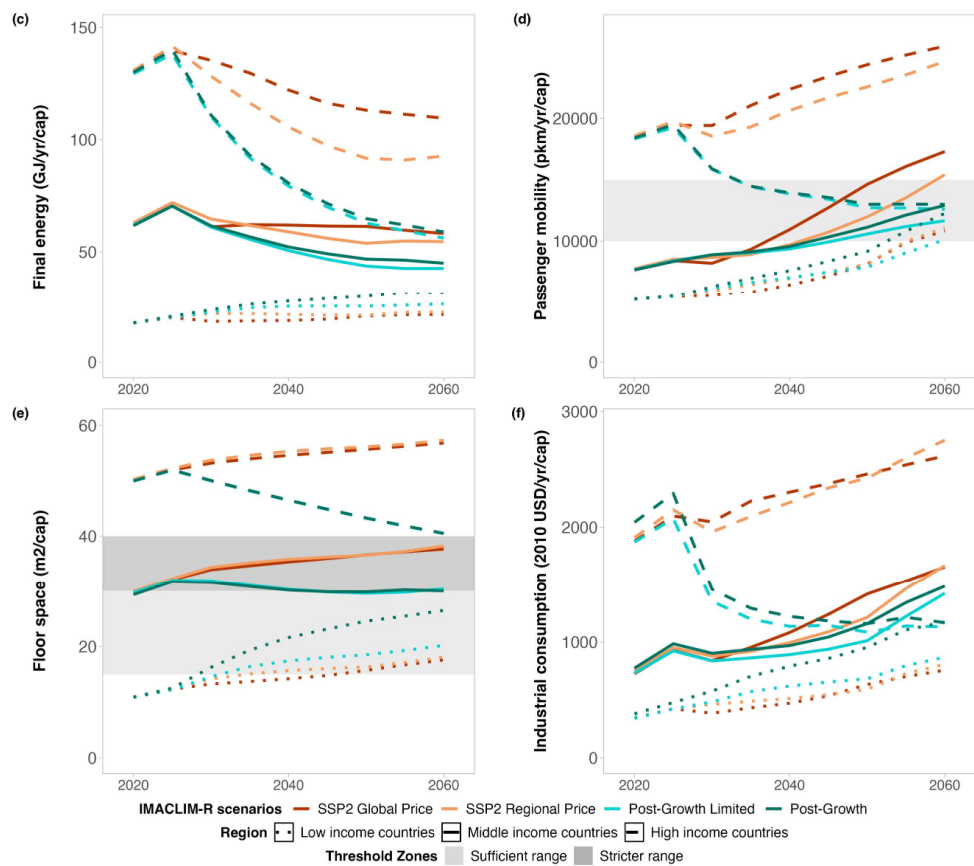 (c)
Final energy (GJ/yr/cap)
150
100
50
0
2020 2040 2060
(d)
Passenger mobility (pkm/yr/cap)
20000
10000
0
2020 2040 2060
(e)
Floor space (m2/cap)
60
40
20
0
2020 2040 2060
(f)
Industrial consumption (2010 USD/yr/cap)
3000
2000
1000
0
2020 2040 2060
IMACLIM-R scenarios SSP2 Global Price SSP2 Regional Price Post-Growth Limited Post-Growth
Region Low income countries Middle income countries High income countries
Threshold Zones Sufficient range Stricter range